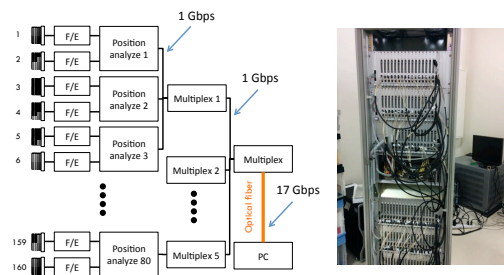 1 Gbps
1
F/E
Position
analyze 1
2
F/E
1 Gbps
3
F/E
Position
analyze 2
Multiplex 1
4
F/E
5
F/E
Position
analyze 3
6
F/E
Multiplex 2
Multiplex
Optical fiber
17 Gbps
159
F/E
Position
analyze 80
Multiplex 5
PC
160
F/E